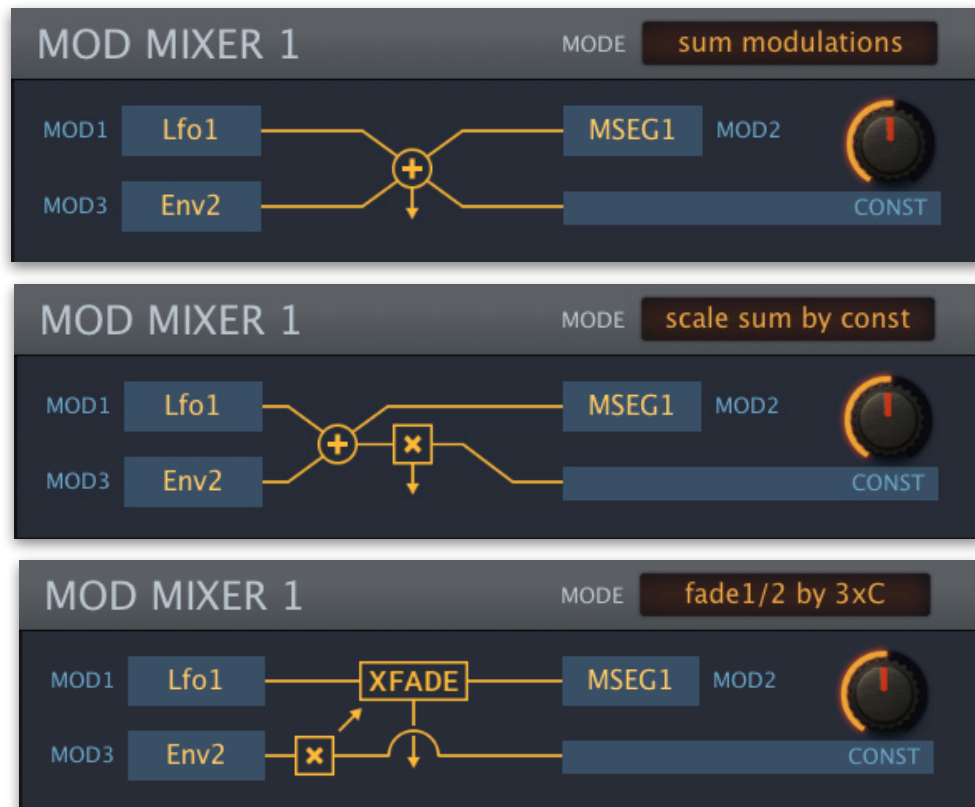 MOD MIXER 1 MODE sum modulations
MOD1 Lfo1 MSEG1 MOD2
+
MOD3 Env2 CONST
MOD MIXER 1 MODE scale sum by const
MOD1 Lfo1 MSEG1 MOD2
+ x
MOD3 Env2 CONST
MOD MIXER 1 MODE fade1/2 by 3xC
MOD1 Lfo1 XFADE MSEG1 MOD2
MOD3 Env2 x CONST